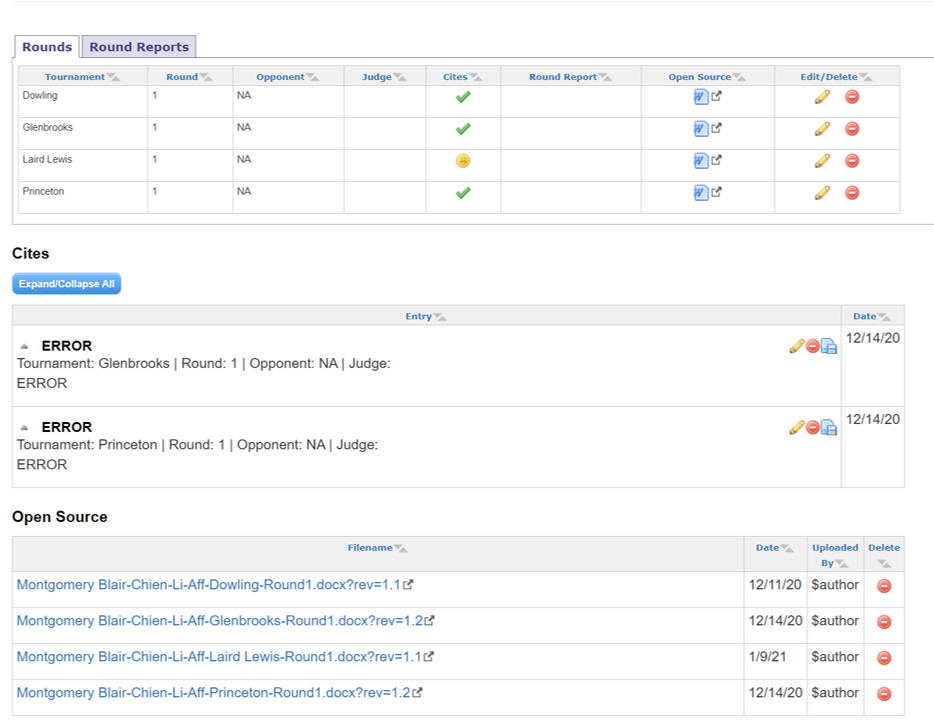 Rounds Round Reports
Tournament Round Opponent Judge Cites Round Report Open Source Edit/Delete
Dowling 1 NA
Glenbrooks 1 NA
Laird Lewis 1 NA
Princeton 1 NA
Cites
Expand/Collapse All
Entry Date
ERROR 12/14/20
Tournament: Glenbrooks | Round: 1 | Opponent: NA | Judge:
ERROR
ERROR 12/14/20
Tournament: Princeton | Round: 1 | Opponent: NA | Judge:
ERROR
Open Source
Filename Date Uploaded Delete
By
Montgomery Blair-Chien-Li-Aff-Dowling-Round1.docx?rev=1.1 12/11/20 $author
Montgomery Blair-Chien-Li-Aff-Glenbrooks-Round1.docx?rev=1.2 12/14/20 $author
Montgomery Blair-Chien-Li-Aff-Laird Lewis-Round1.docx?rev=1.1 1/9/21 $author
Montgomery Blair-Chien-Li-Aff-Princeton-Round1.docx?rev=1.2 12/14/20 $author